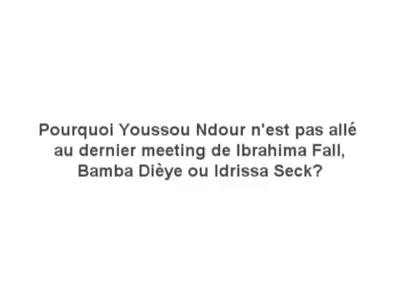 Pourquoi Youssou Ndour n'est pas allé
au dernier meeting de Ibrahima Fall,
Bamba Dièye ou Idrissa Seck?